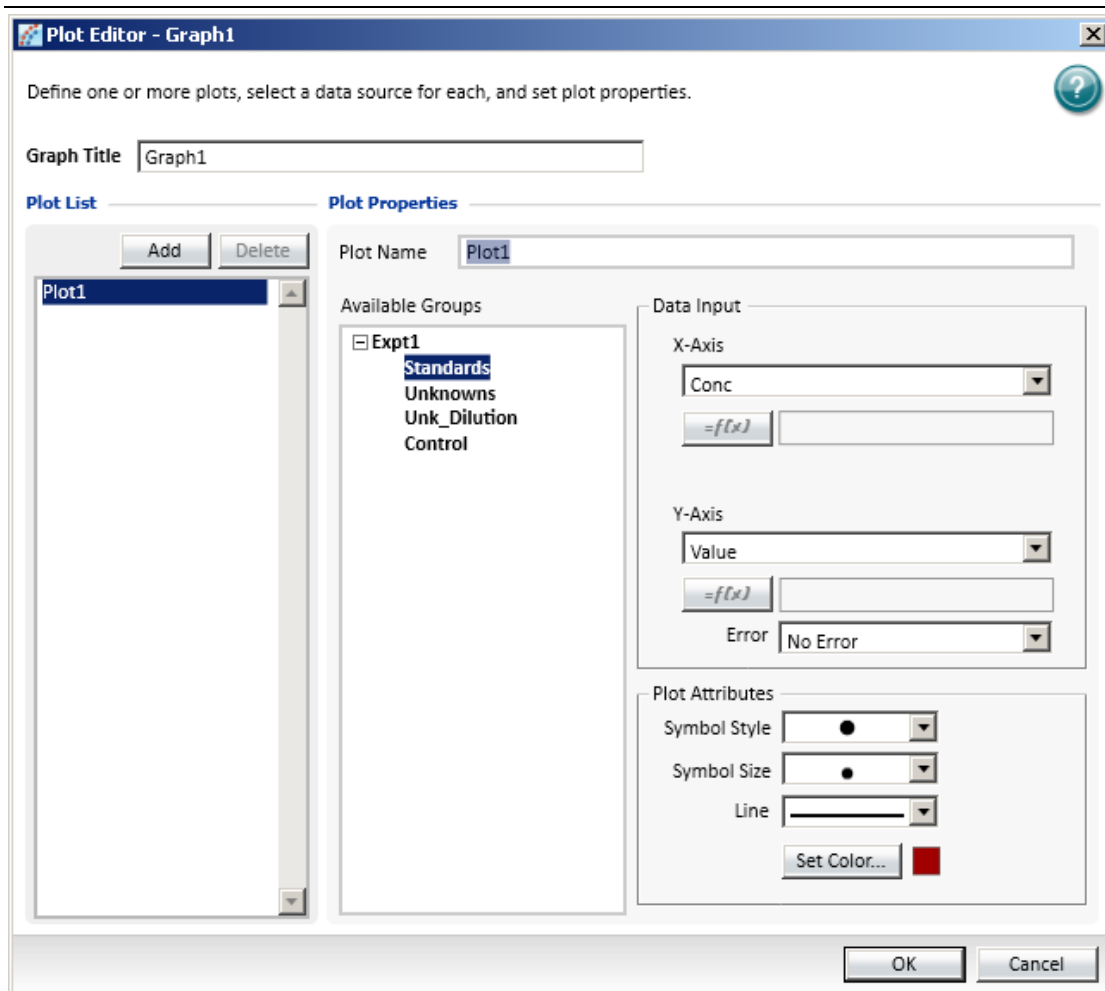 Plot Editor - Graph1
Define one or more plots, select a data source for each, and set plot properties.
?
Graph Title Graph1
Plot List
Add Delete
Plot1
Plot Properties
Plot Name Plot1
Available Groups
Expt1
Standards
Unknowns
Unk_Dilution
Control
Data Input
X-Axis
Conc
=f(x)
Y-Axis
Value
=f(x)
Error No Error
Plot Attributes
Symbol Style
Symbol Size
Line
Set Color...
OK Cancel